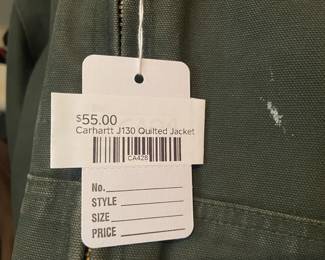 $55.00
Carhartt J130 Quilted Jacket
CA428
No.
STYLE
SIZE
PRICE